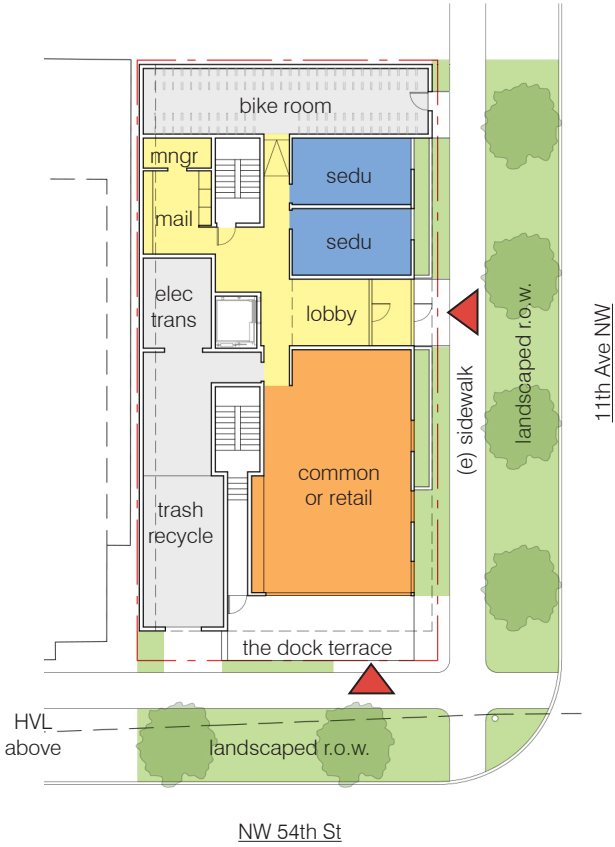 bike room
mngr
sedu
mail
sedu
elec
trans
lobby
landscaped r.o.w.
11th Ave NW
(e) sidewalk
common
or retail
trash
recycle
the dock terrace
HVL
above
landscaped r.o.w.
NW 54th St